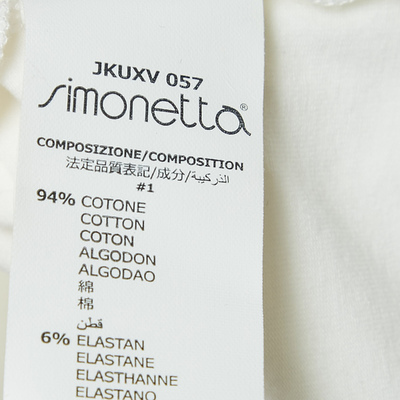 JKUXV 057
simonetta®
COMPOSIZIONE/COMPOSITION
法定品質表記/成分/التركيبة
#1
94% COTONE
COTTON
COTON
ALGODON
ALGODAO
綿
棉
قطن
6% ELASTAN
ELASTANE
ELASTHANNE
ELASTANO